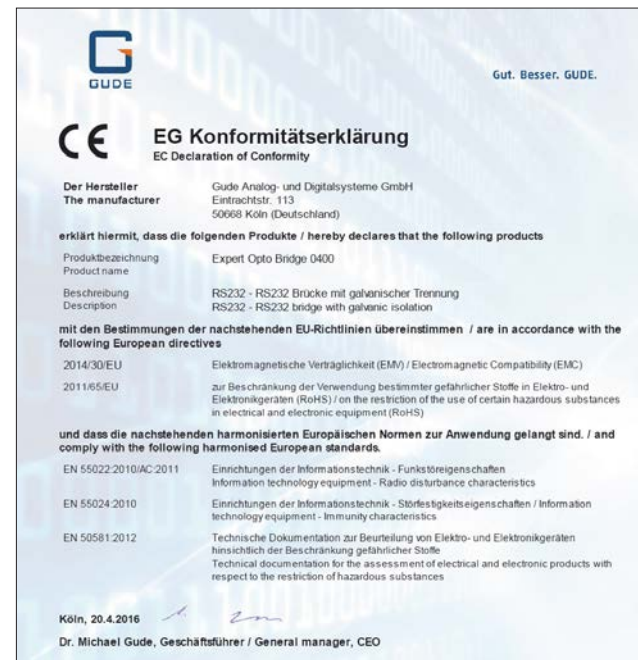 GUDE
Gut. Besser. GUDE.
CE
EG Konformitätserklärung
EC Declaration of Conformity
Der Hersteller
The manufacturer
Gude Analog- und Digitalsysteme GmbH
Eintrachtstr. 113
50668 Köln (Deutschland)
erklärt hiermit, dass die folgenden Produkte / hereby declares that the following products
Produktbezeichnung
Product name
Expert Opto Bridge 0400
Beschreibung
Description
RS232 - RS232 Brücke mit galvanischer Trennung
RS232 - RS232 bridge with galvanic isolation
mit den Bestimmungen der nachstehenden EU-Richtlinien übereinstimmen / are in accordance with the
following European directives
2014/30/EU
Elektromagnetische Verträglichkeit (EMV) / Electromagnetic Compatibility (EMC)
2011/65/EU
zur Beschränkung der Verwendung bestimmter gefährlicher Stoffe in Elektro- und
Elektronikgeräten (RoHS) / on the restriction of the use of certain hazardous substances
in electrical and electronic equipment (RoHS)
und dass die nachstehenden harmonisierten Europäischen Normen zur Anwendung gelangt sind. / and
comply with the following harmonised European standards.
EN 55022:2010/AC:2011
Einrichtungen der Informationstechnik - Funkstöreigenschaften
Information technology equipment - Radio disturbance characteristics
EN 55024:2010
Einrichtungen der Informationstechnik - Störfestigkeitseigenschaften / Information
technology equipment - Immunity characteristics
EN 50581:2012
Technische Dokumentation zur Beurteilung von Elektro- und Elektronikgeräten
hinsichtlich der Beschränkung gefährlicher Stoffe
Technical documentation for the assessment of electrical and electronic products with
respect to the restriction of hazardous substances
Köln, 20.4.2016
Dr. Michael Gude, Geschäftsführer / General manager, CEO